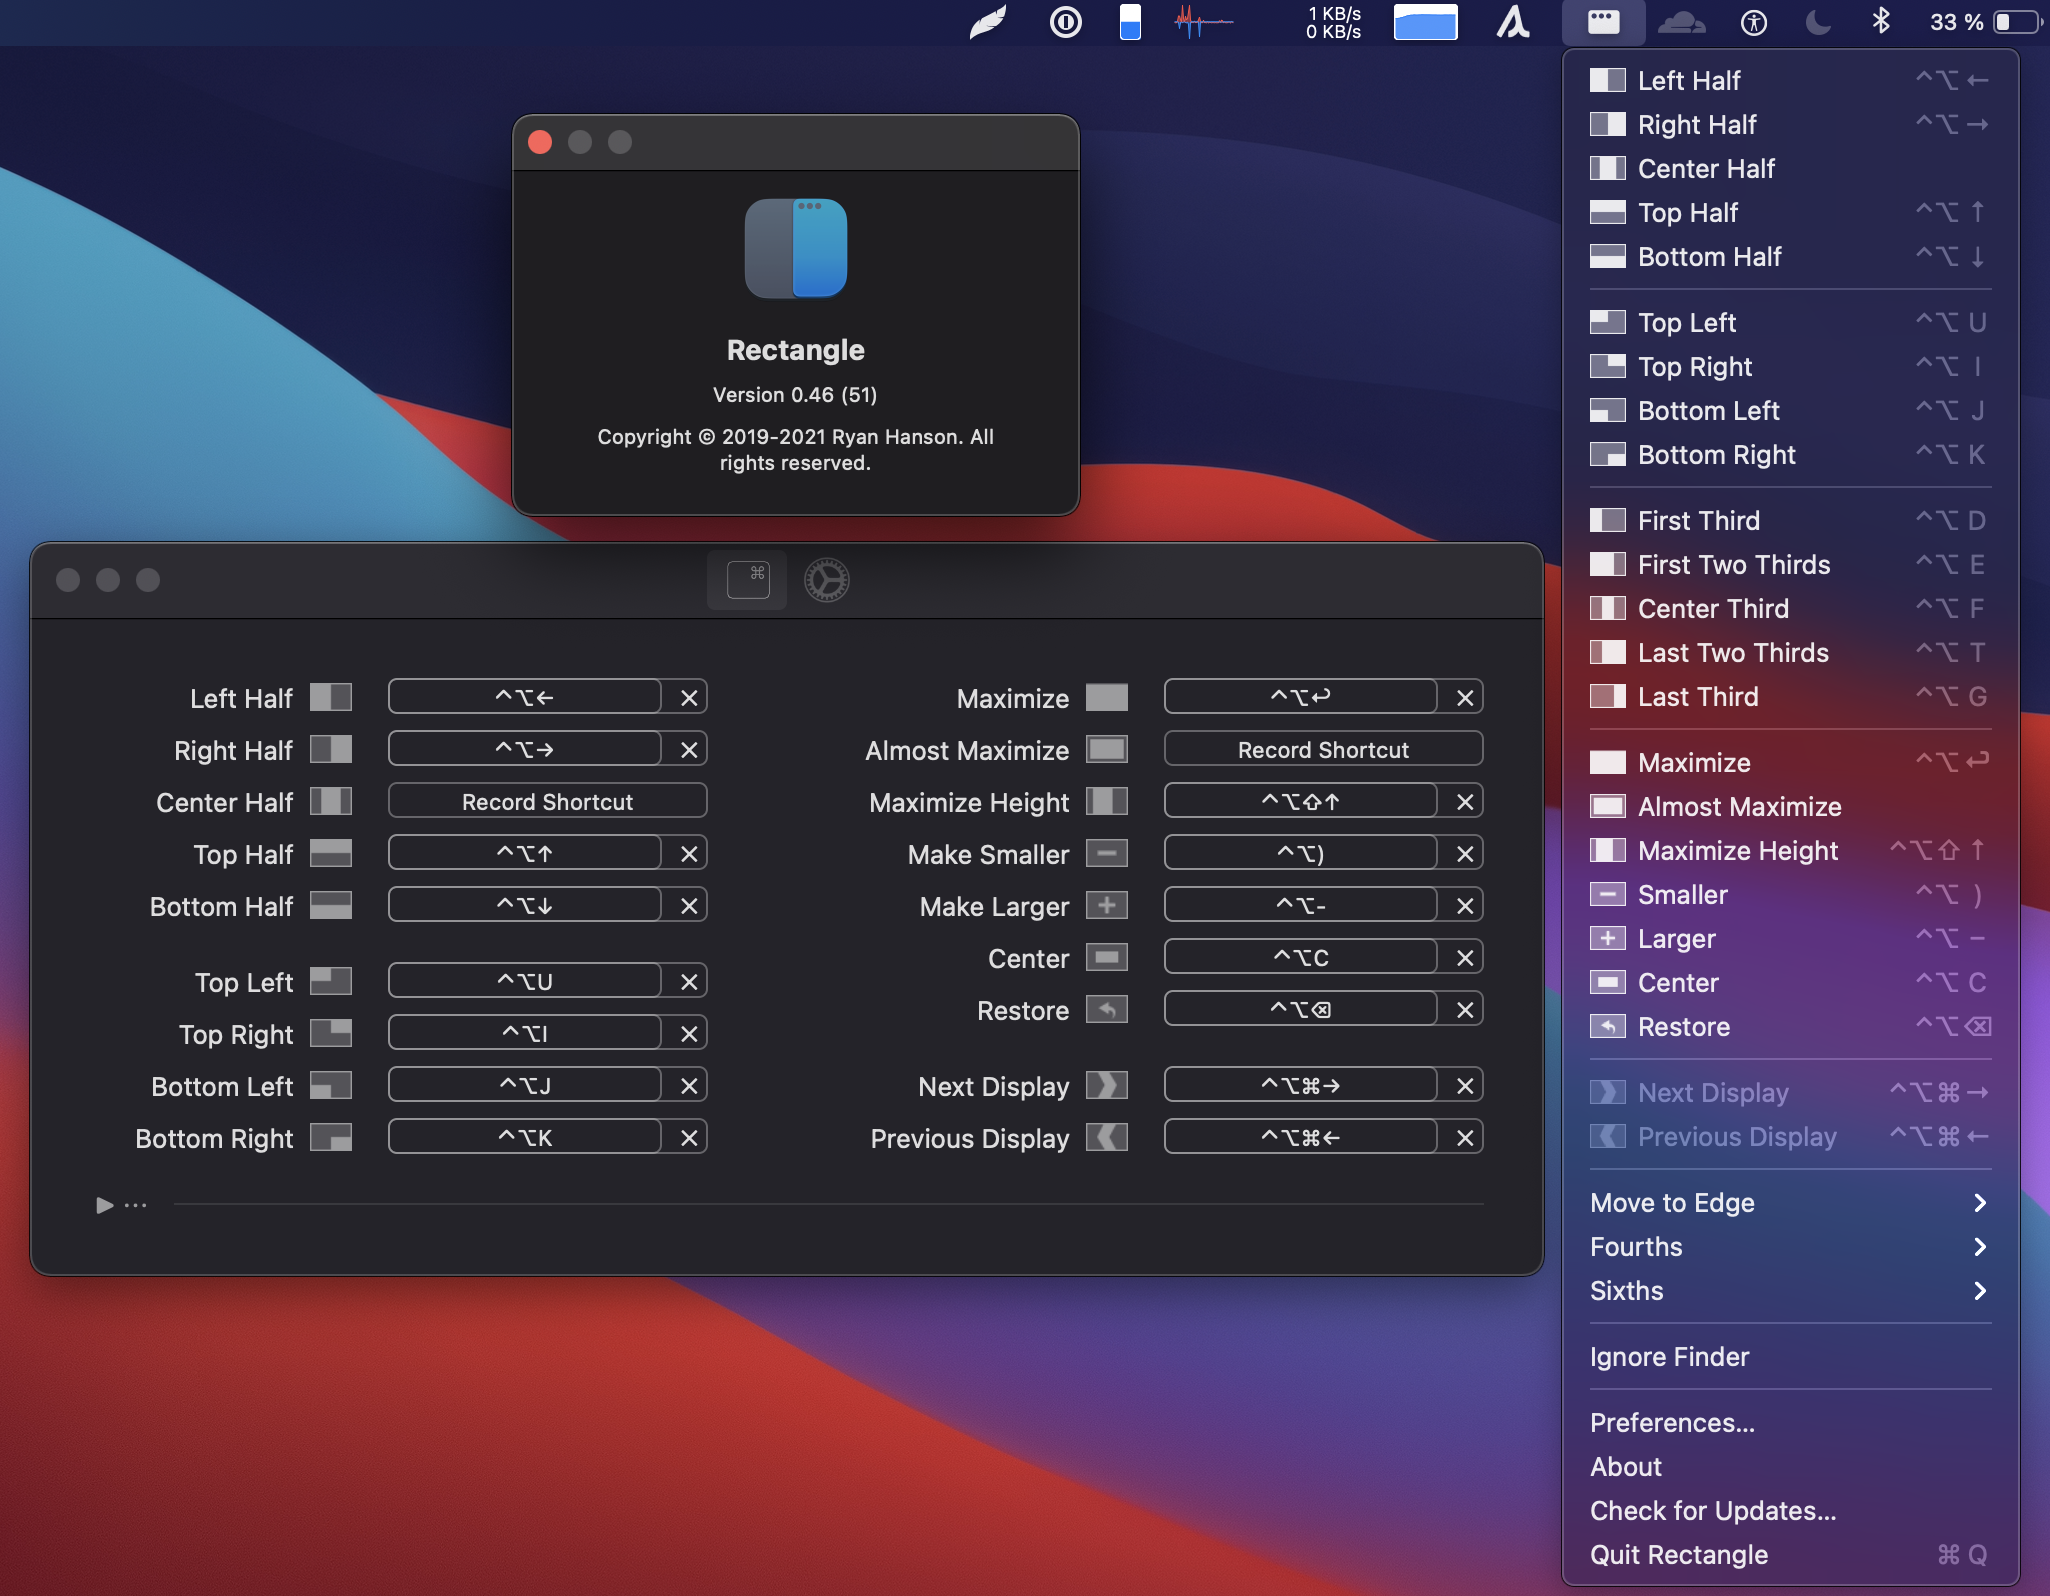 1 KB/s
0 KB/s
33 %
Rectangle
Version 0.46 (51)
Copyright © 2019-2021 Ryan Hanson. All
rights reserved.
Left Half ^⌥←
Right Half ^⌥→
Center Half Record Shortcut
Top Half ^⌥↑
Bottom Half ^⌥↓
Top Left ^⌥U
Top Right ^⌥I
Bottom Left ^⌥J
Bottom Right ^⌥K
Maximize ^⌥↩
Almost Maximize Record Shortcut
Maximize Height ^⌥⇧↑
Make Smaller ^⌥)
Make Larger ^⌥-
Center ^⌥C
Restore ^⌥⌫
Next Display ^⌥⌘→
Previous Display ^⌥⌘←
Left Half ^⌥←
Right Half ^⌥→
Center Half
Top Half ^⌥↑
Bottom Half ^⌥↓
Top Left ^⌥U
Top Right ^⌥I
Bottom Left ^⌥J
Bottom Right ^⌥K
First Third ^⌥D
First Two Thirds ^⌥E
Center Third ^⌥F
Last Two Thirds ^⌥T
Last Third ^⌥G
Maximize ^⌥↩
Almost Maximize
Maximize Height ^⌥⇧↑
Smaller ^⌥)
Larger ^⌥-
Center ^⌥C
Restore ^⌥⌫
Next Display ^⌥⌘→
Previous Display ^⌥⌘←
Move to Edge
Fourths
Sixths
Ignore Finder
Preferences...
About
Check for Updates...
Quit Rectangle ⌘Q